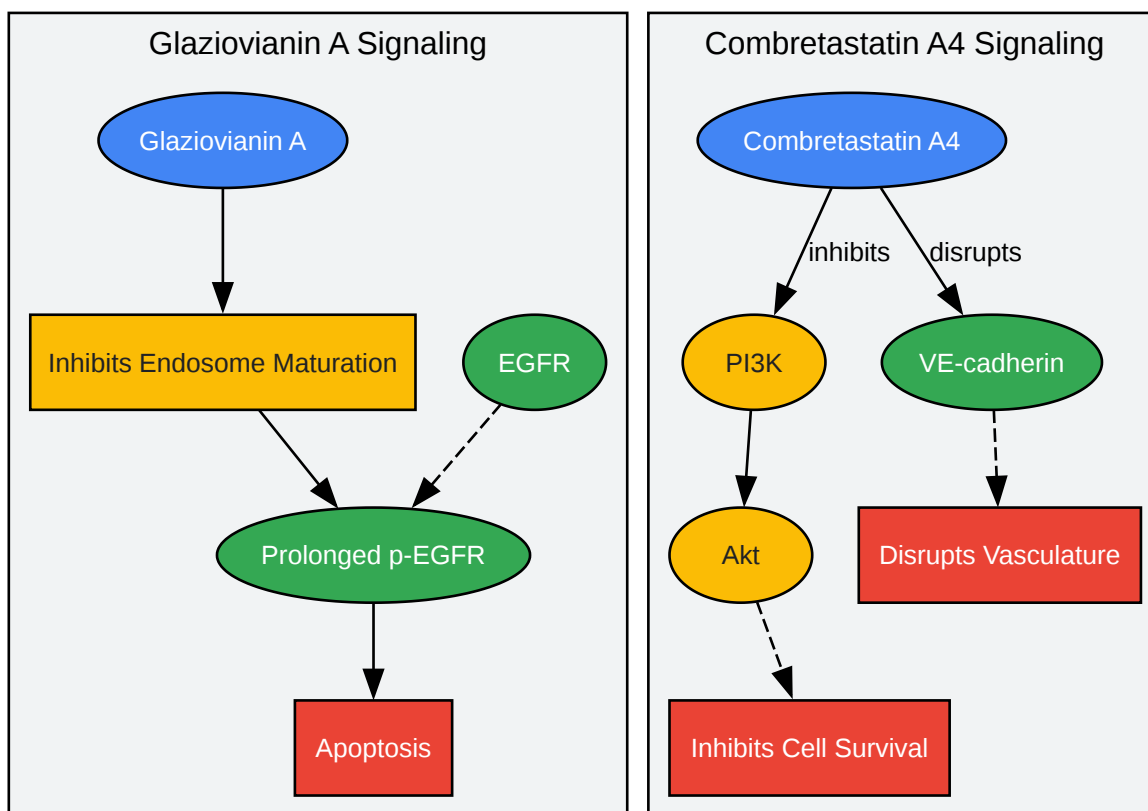 Glaziovianin A Signaling
Glaziovianin A
Inhibits Endosome Maturation
EGFR
Prolonged p-EGFR
Apoptosis
Combretastatin A4 Signaling
Combretastatin A4
inhibits
disrupts
PI3K
VE-cadherin
Akt
Disrupts Vasculature
Inhibits Cell Survival